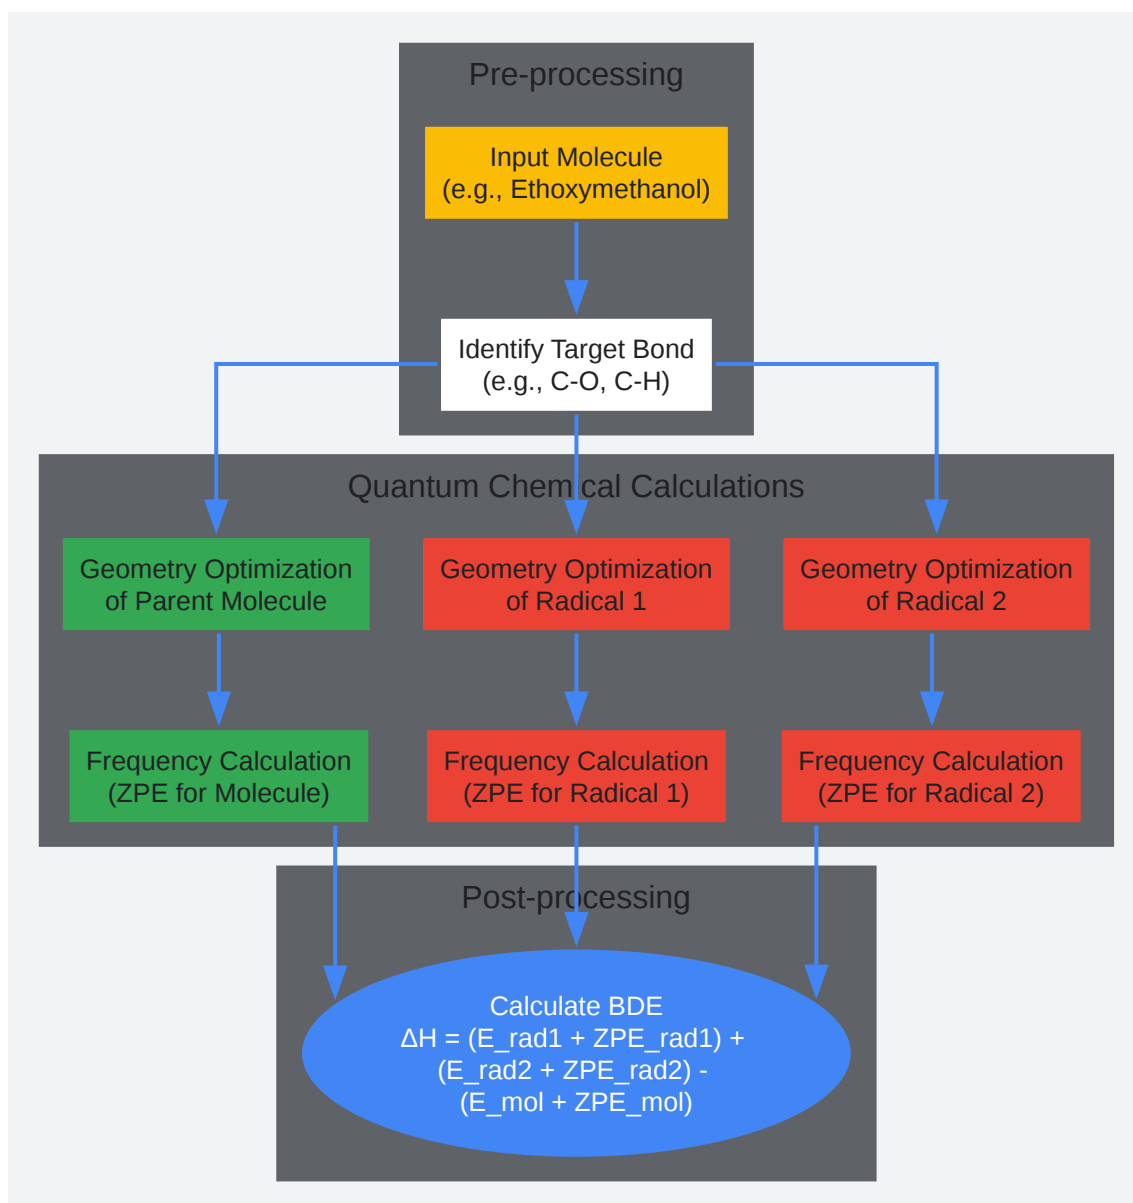 Pre-processing
Input Molecule
(e.g., Ethoxymethanol)
Identify Target Bond
(e.g., C-O, C-H)
Quantum Chemical Calculations
Geometry Optimization
of Parent Molecule
Geometry Optimization
of Radical 1
Geometry Optimization
of Radical 2
Frequency Calculation
(ZPE for Molecule)
Frequency Calculation
(ZPE for Radical 1)
Frequency Calculation
(ZPE for Radical 2)
Post-processing
Calculate BDE
ΔH = (E_rad1 + ZPE_rad1) +
(E_rad2 + ZPE_rad2) -
(E_mol + ZPE_mol)